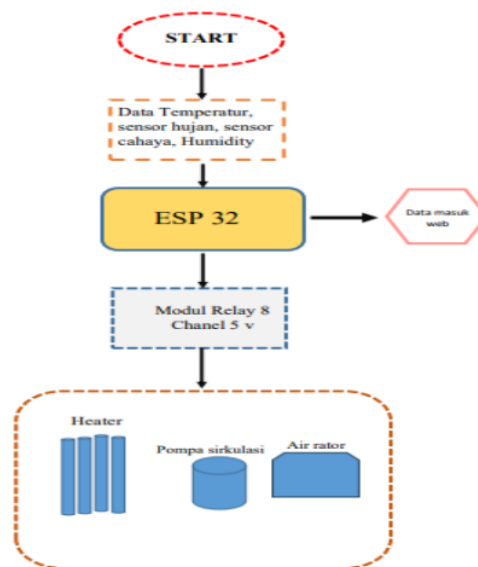 START
Data Temperatur,
sensor hujan, sensor
cahaya, Humidity
ESP 32
Data masuk
web
Modul Relay 8
Chanel 5 v
Heater
Pompa sirkulasi
Air rator